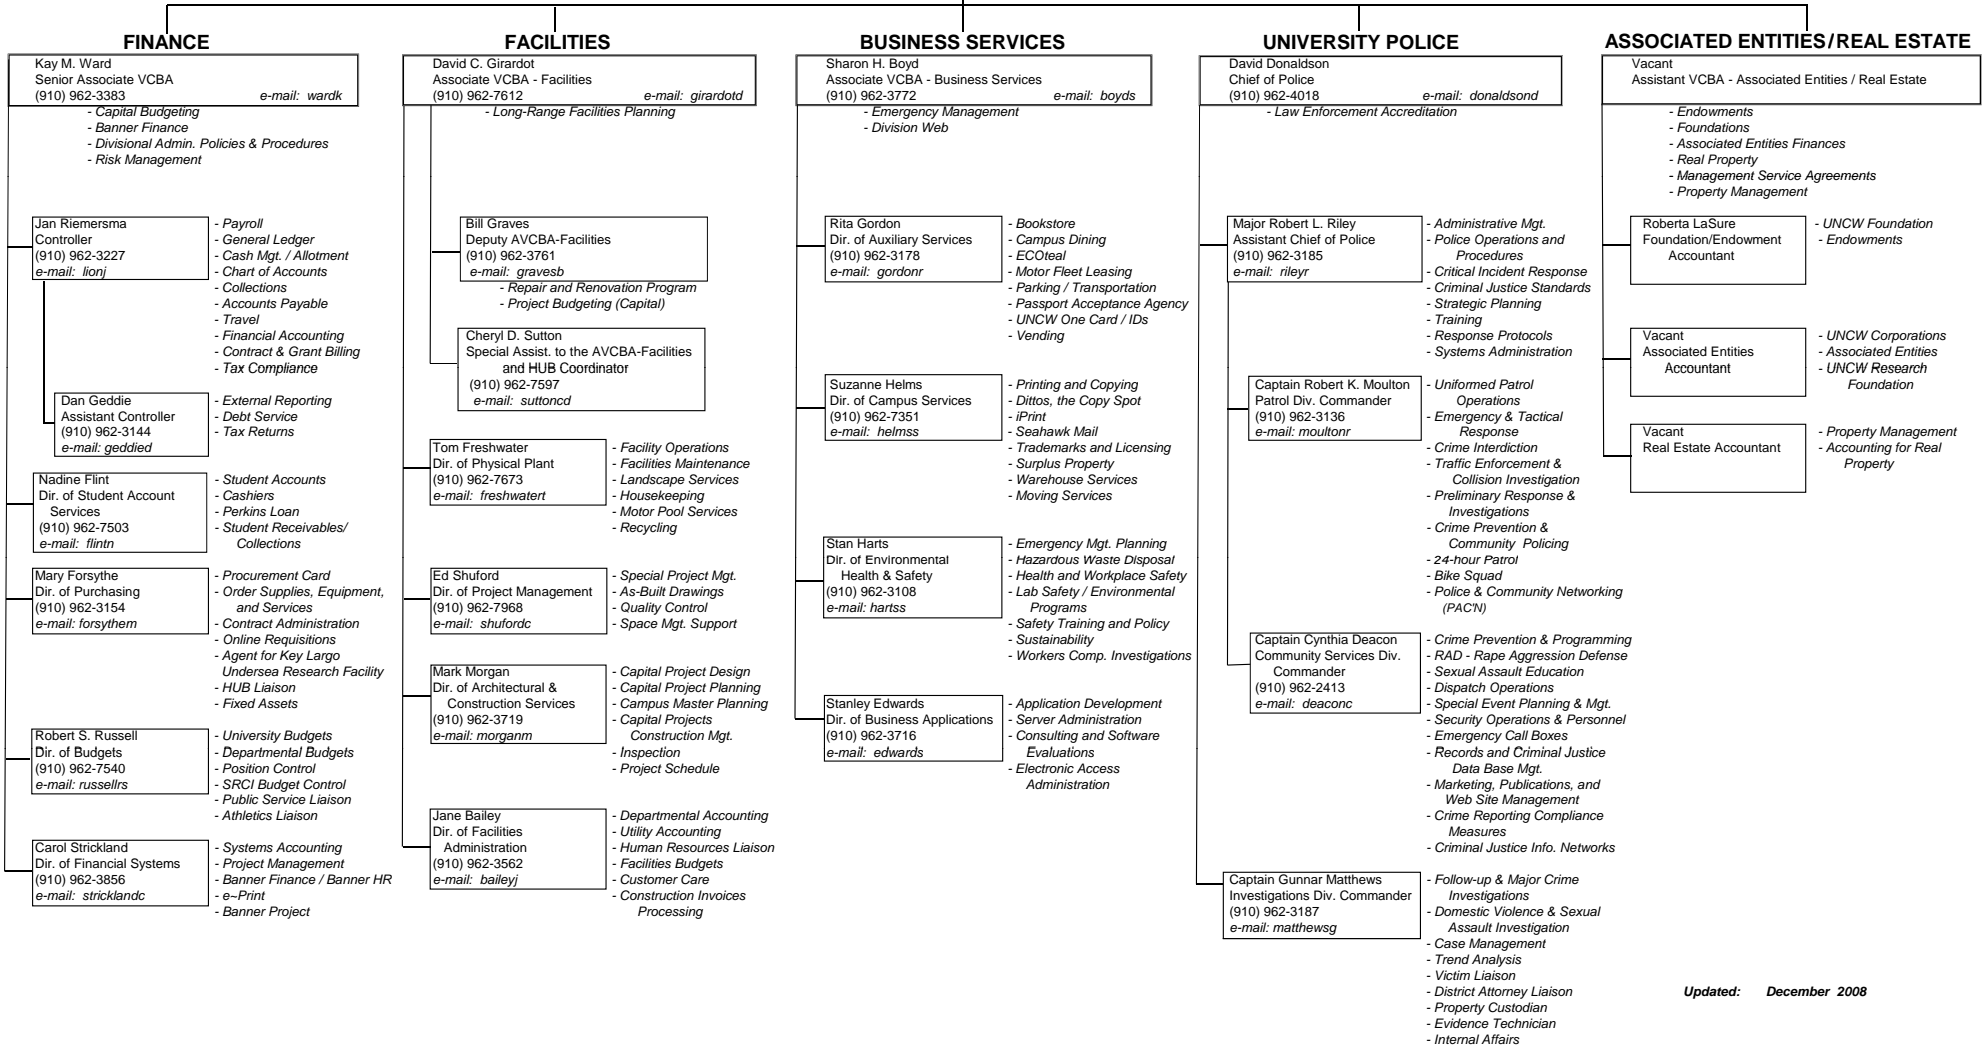 FINANCE
Kay M. Ward
Senior Associate VCBA
(910) 962-3383 e-mail: wardk
- Capital Budgeting
- Banner Finance
- Divisional Admin. Policies & Procedures
- Risk Management
Jan Riemersma
Controller
(910) 962-3227
e-mail: lionj
- Payroll
- General Ledger
- Cash Mgt. / Allotment
- Chart of Accounts
- Collections
- Accounts Payable
- Travel
- Financial Accounting
- Contract & Grant Billing
- Tax Compliance
Dan Geddie
Assistant Controller
(910) 962-3144
e-mail: geddied
- External Reporting
- Debt Service
- Tax Returns
Nadine Flint
Dir. of Student Account
Services
(910) 962-7503
e-mail: flintn
- Student Accounts
- Cashiers
- Perkins Loan
- Student Receivables/
Collections
Mary Forsythe
Dir. of Purchasing
(910) 962-3154
e-mail: forsythem
- Procurement Card
- Order Supplies, Equipment,
and Services
- Contract Administration
- Online Requisitions
- Agent for Key Largo
Undersea Research Facility
- HUB Liaison
- Fixed Assets
Robert S. Russell
Dir. of Budgets
(910) 962-7540
e-mail: russellrs
- University Budgets
- Departmental Budgets
- Position Control
- SRCI Budget Control
- Public Service Liaison
- Athletics Liaison
Carol Strickland
Dir. of Financial Systems
(910) 962-3856
e-mail: stricklandc
- Systems Accounting
- Project Management
- Banner Finance / Banner HR
- e~Print
- Banner Project
FACILITIES
David C. Girardot
Associate VCBA - Facilities
(910) 962-7612 e-mail: girardotd
- Long-Range Facilities Planning
Bill Graves
Deputy AVCBA-Facilities
(910) 962-3761
e-mail: gravesb
- Repair and Renovation Program
- Project Budgeting (Capital)
Cheryl D. Sutton
Special Assist. to the AVCBA-Facilities
and HUB Coordinator
(910) 962-7597
e-mail: suttoncd
Tom Freshwater
Dir. of Physical Plant
(910) 962-7673
e-mail: freshwatert
- Facility Operations
- Facilities Maintenance
- Landscape Services
- Housekeeping
- Motor Pool Services
- Recycling
Ed Shuford
Dir. of Project Management
(910) 962-7968
e-mail: shufordc
- Special Project Mgt.
- As-Built Drawings
- Quality Control
- Space Mgt. Support
Mark Morgan
Dir. of Architectural &
Construction Services
(910) 962-3719
e-mail: morganm
- Capital Project Design
- Capital Project Planning
- Campus Master Planning
- Capital Projects
Construction Mgt.
- Inspection
- Project Schedule
Jane Bailey
Dir. of Facilities
Administration
(910) 962-3562
e-mail: baileyj
- Departmental Accounting
- Utility Accounting
- Human Resources Liaison
- Facilities Budgets
- Customer Care
- Construction Invoices
Processing
BUSINESS SERVICES
Sharon H. Boyd
Associate VCBA - Business Services
(910) 962-3772 e-mail: boyds
- Emergency Management
- Division Web
Rita Gordon
Dir. of Auxiliary Services
(910) 962-3178
e-mail: gordonr
- Bookstore
- Campus Dining
- ECOteal
- Motor Fleet Leasing
- Parking / Transportation
- Passport Acceptance Agency
- UNCW One Card / IDs
- Vending
Suzanne Helms
Dir. of Campus Services
(910) 962-7351
e-mail: helmss
- Printing and Copying
- Dittos, the Copy Spot
- iPrint
- Seahawk Mail
- Trademarks and Licensing
- Surplus Property
- Warehouse Services
- Moving Services
Stan Harts
Dir. of Environmental
Health & Safety
(910) 962-3108
e-mail: hartss
- Emergency Mgt. Planning
- Hazardous Waste Disposal
- Health and Workplace Safety
- Lab Safety / Environmental
Programs
- Safety Training and Policy
- Sustainability
- Workers Comp. Investigations
Stanley Edwards
Dir. of Business Applications
(910) 962-3716
e-mail: edwards
- Application Development
- Server Administration
- Consulting and Software
Evaluations
- Electronic Access
Administration
UNIVERSITY POLICE
David Donaldson
Chief of Police
(910) 962-4018 e-mail: donaldsond
- Law Enforcement Accreditation
Major Robert L. Riley
Assistant Chief of Police
(910) 962-3185
e-mail: rileyr
- Administrative Mgt.
- Police Operations and
Procedures
- Critical Incident Response
- Criminal Justice Standards
- Strategic Planning
- Training
- Response Protocols
- Systems Administration
Captain Robert K. Moulton
Patrol Div. Commander
(910) 962-3136
e-mail: moultonr
- Uniformed Patrol
Operations
- Emergency & Tactical
Response
- Crime Interdiction
- Traffic Enforcement &
Collision Investigation
- Preliminary Response &
Investigations
- Crime Prevention &
Community Policing
- 24-hour Patrol
- Bike Squad
- Police & Community Networking
(PAC'N)
Captain Cynthia Deacon
Community Services Div.
Commander
(910) 962-2413
e-mail: deaconc
- Crime Prevention & Programming
- RAD - Rape Aggression Defense
- Sexual Assault Education
- Dispatch Operations
- Special Event Planning & Mgt.
- Security Operations & Personnel
- Emergency Call Boxes
- Records and Criminal Justice
Data Base Mgt.
- Marketing, Publications, and
Web Site Management
- Crime Reporting Compliance
Measures
- Criminal Justice Info. Networks
Captain Gunnar Matthews
Investigations Div. Commander
(910) 962-3187
e-mail: matthewsg
- Follow-up & Major Crime
Investigations
- Domestic Violence & Sexual
Assault Investigation
- Case Management
- Trend Analysis
- Victim Liaison
- District Attorney Liaison
- Property Custodian
- Evidence Technician
- Internal Affairs
ASSOCIATED ENTITIES/REAL ESTATE
Vacant
Assistant VCBA - Associated Entities / Real Estate
- Endowments
- Foundations
- Associated Entities Finances
- Real Property
- Management Service Agreements
- Property Management
Roberta LaSure
Foundation/Endowment
Accountant
- UNCW Foundation
- Endowments
Vacant
Associated Entities
Accountant
- UNCW Corporations
- Associated Entities
- UNCW Research
Foundation
Vacant
Real Estate Accountant
- Property Management
- Accounting for Real
Property
Updated: December 2008